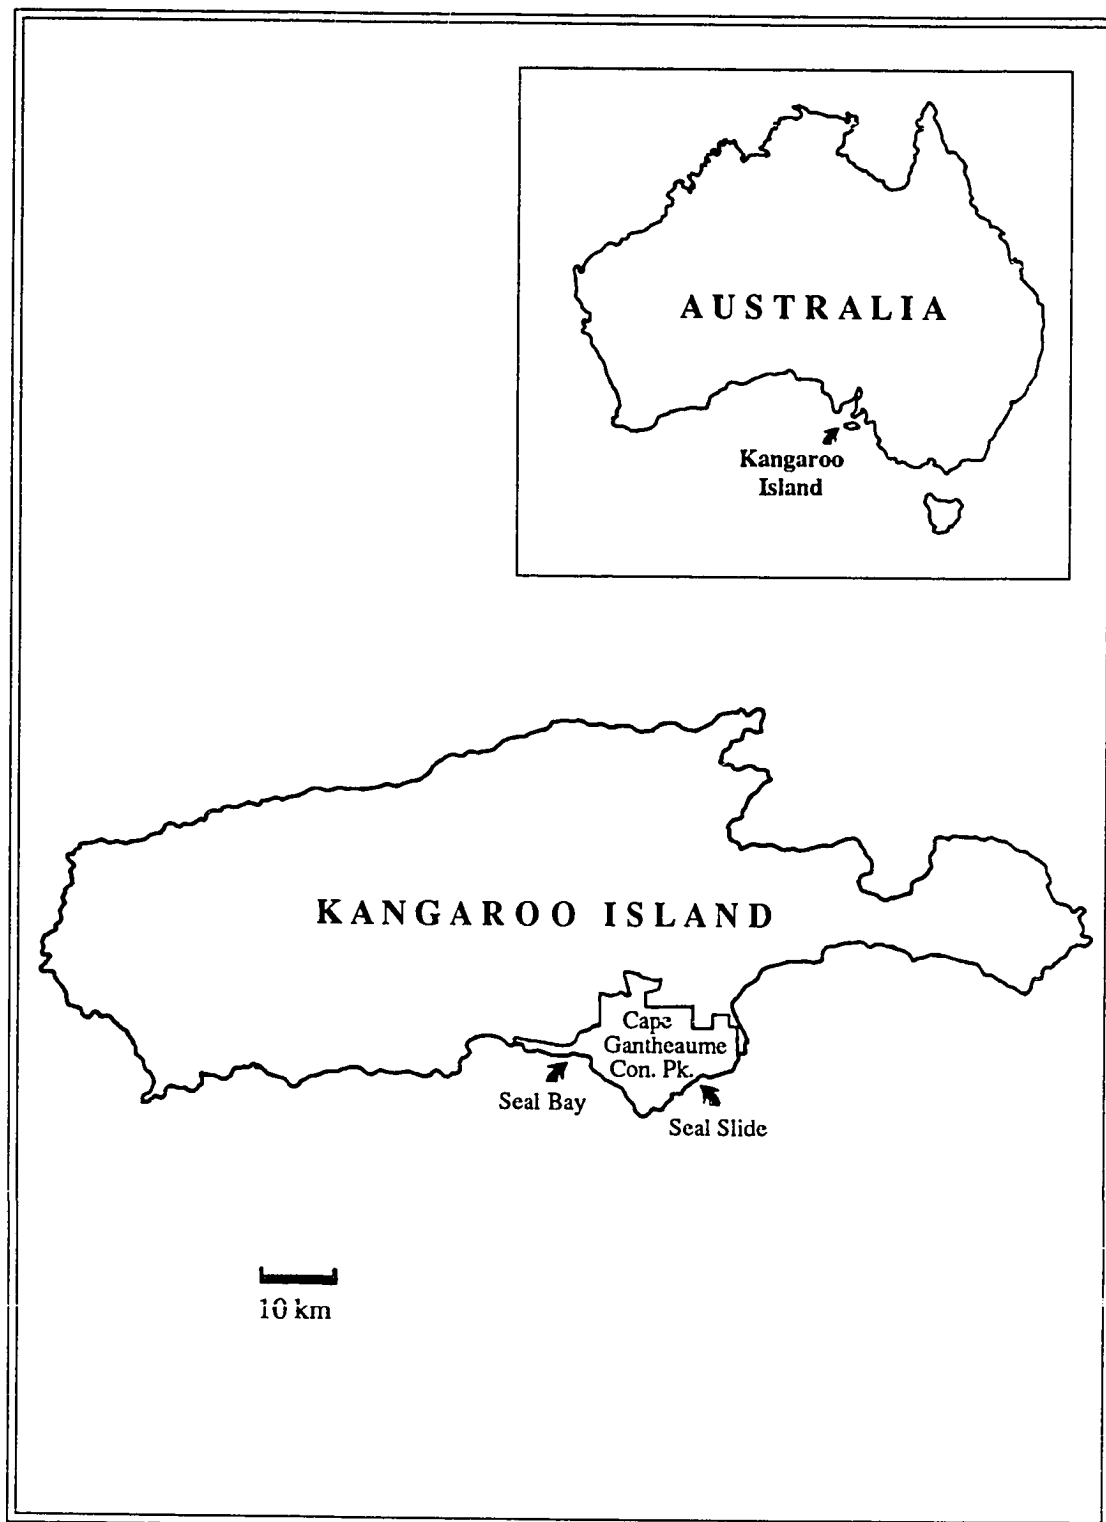 AUSTRALIA
Kangaroo
Island
KANGAROO ISLAND
Cape
Gantheaume
Con. Pk.
Seal Bay
Seal Slide
10 km